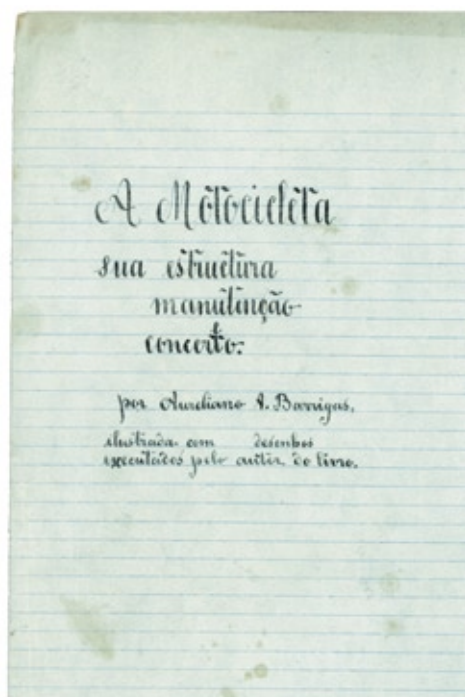 A Motocicleta
sua estructura
manutenção
e
concerto.
por Aureliano A. Barrigas,
ilustrada com desenhos
executados pelo autor do livro.